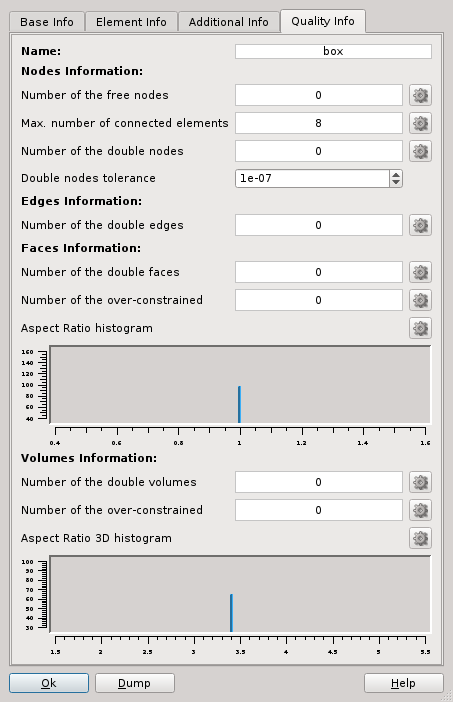 Base Info Element Info Additional Info Quality Info
Name: box
Nodes Information:
Number of the free nodes 0
Max. number of connected elements 8
Number of the double nodes 0
Double nodes tolerance 1e-07
Edges Information:
Number of the double edges 0
Faces Information:
Number of the double faces 0
Number of the over-constrained 0
Aspect Ratio histogram
160
140
120
100
80
60
40
0.4 0.6 0.8 1 1.2 1.4 1.6
Volumes Information:
Number of the double volumes 0
Number of the over-constrained 0
Aspect Ratio 3D histogram
100
90
80
70
60
50
40
30
1.5 2 2.5 3 3.5 4 4.5 5 5.5
Ok Dump Help